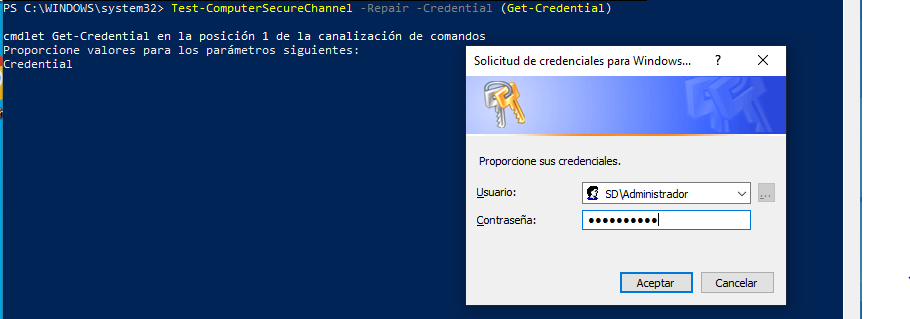 PS C:\WINDOWS\system32> Test-ComputerSecureChannel -Repair -Credential (Get-Credential)
cmdlet Get-Credential en la posición 1 de la canalización de comandos
Proporcione valores para los parámetros siguientes:
Credential
Solicitud de credenciales para Windows...
Proporcione sus credenciales.
Usuario:
SD\Administrador
...
Contraseña:
●●●●●●●●●●
Aceptar
Cancelar